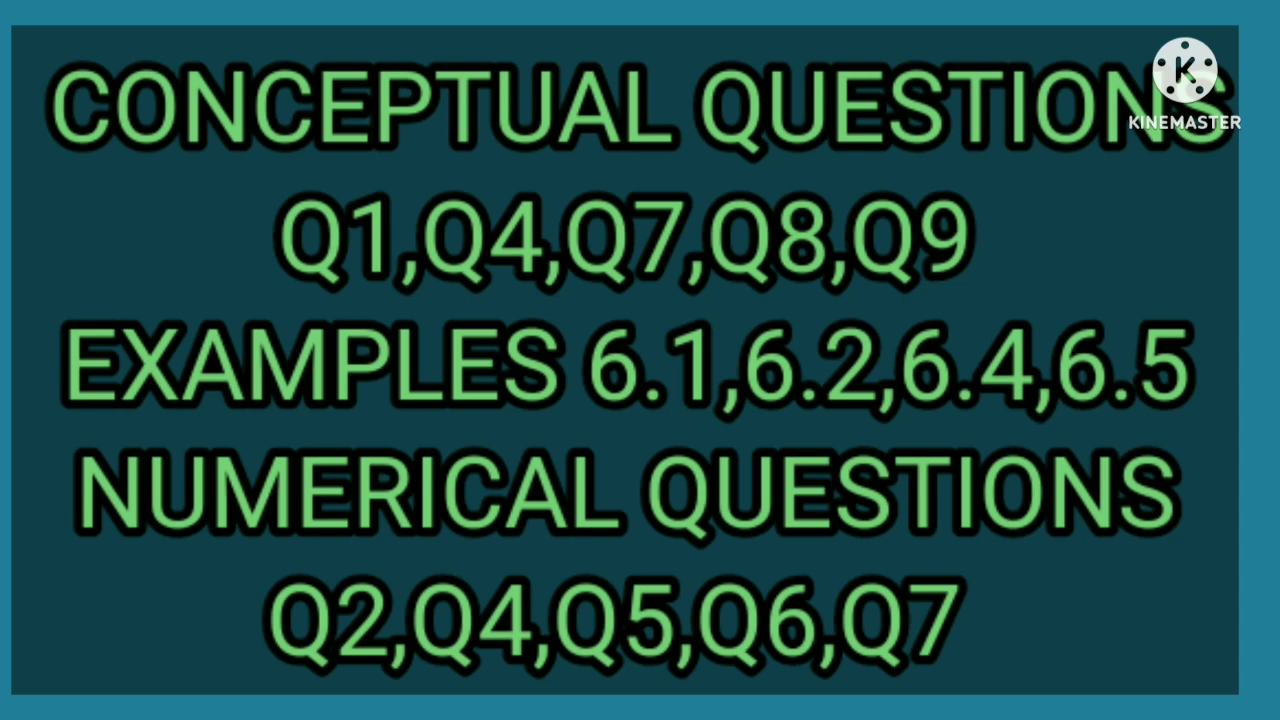 CONCEPTUAL QUESTIONS
KINEMASTER
Q1,Q4,Q7,Q8,Q9
EXAMPLES 6.1,6.2,6.4,6.5
NUMERICAL QUESTIONS
Q2,Q4,Q5,Q6,Q7